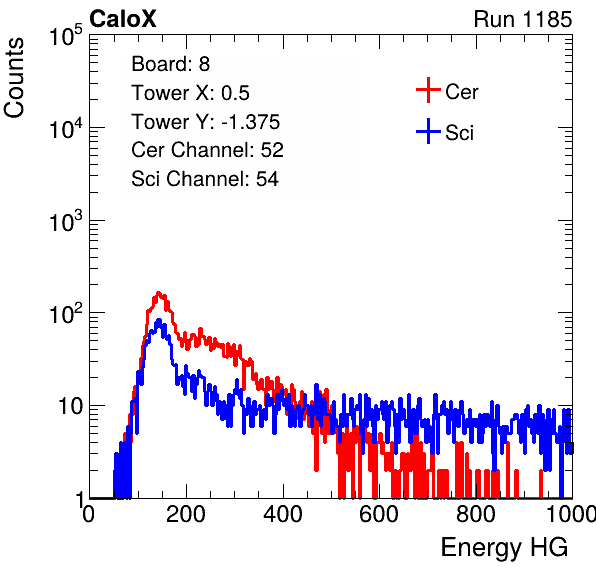 CaloX Run 1185
Counts
10^5
10^4
10^3
10^2
10
1
Board: 8
Tower X: 0.5
Tower Y: -1.375
Cer Channel: 52
Sci Channel: 54
Cer
Sci
0 200 400 600 800 1000
Energy HG